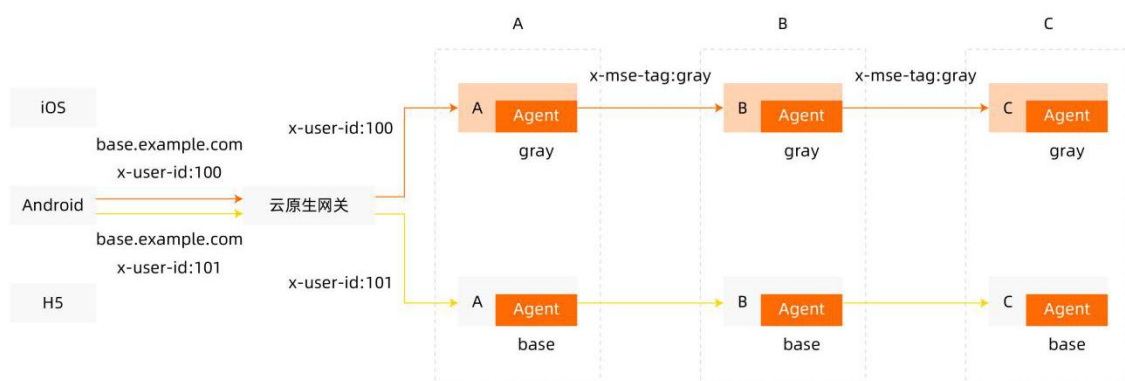 A
B
C
x-mse-tag:gray
x-mse-tag:gray
iOS
A
Agent
B
Agent
C
Agent
x-user-id:100
base.example.com
gray
gray
gray
x-user-id:100
Android
云原生网关
base.example.com
x-user-id:101
x-user-id:101
H5
A
Agent
B
Agent
C
Agent
base
base
base